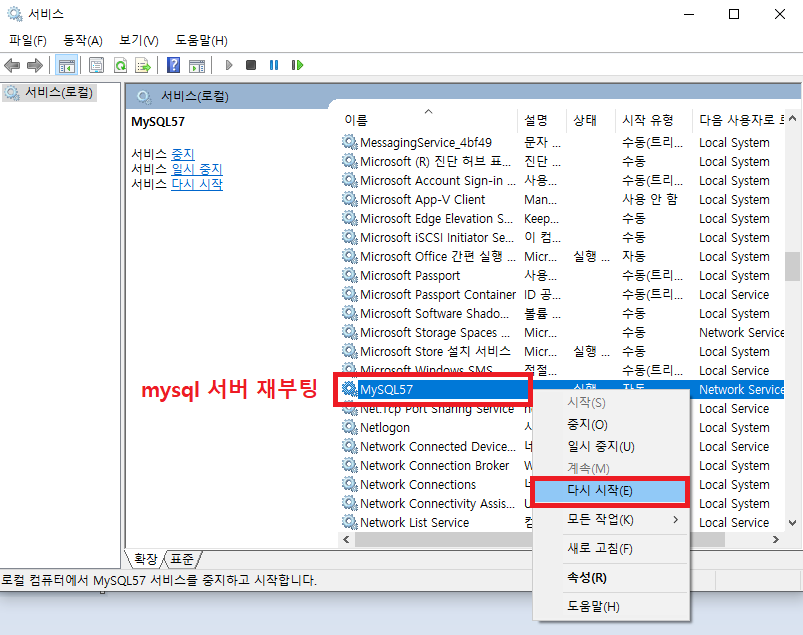 서비스
파일(F) 동작(A) 보기(V) 도움말(H)
서비스(로컬)
서비스(로컬)
MySQL57
서비스 중지
서비스 일시 중지
서비스 다시 시작
이름 설명 상태 시작 유형 다음 사용자로
MessagingService_4bf49 문자 ... 수동(트리... Local System
Microsoft (R) 진단 허브 표... 진단 ... 수동 Local System
Microsoft Account Sign-in ... 사용... 수동(트리... Local System
Microsoft App-V Client Man... 사용 안 함 Local System
Microsoft Edge Elevation S... Keep... 수동 Local System
Microsoft iSCSI Initiator Se... 이 컴... 수동 Local System
Microsoft Office 간편 실행 ... Micr... 실행 ... 자동 Local System
Microsoft Passport 사용... 수동(트리... Local System
Microsoft Passport Container ID 공... 수동(트리... Local Service
Microsoft Software Shado... 볼륨 ... 수동 Local System
Microsoft Storage Spaces ... Micr... 수동 Network Service
Microsoft Store 설치 서비스 Micr... 실행 ... 수동 Local System
Microsoft Windows SMS 적절... 수동(트리... Local Service
mysql 서버 재부팅
MySQL57 실행 자동 Network Service
Net.Tcp Port Sharing Service Local Service
Netlogon Local System
Network Connected Device... Local Service
Network Connection Broker Local System
Network Connections Local System
Network Connectivity Assis... Local System
Network List Service Local Service
시작(S)
중지(O)
일시 중지(U)
계속(M)
다시 시작(E)
모든 작업(K)
새로 고침(F)
속성(R)
도움말(H)
확장 표준
로컬 컴퓨터에서 MySQL57 서비스를 중지하고 시작합니다.